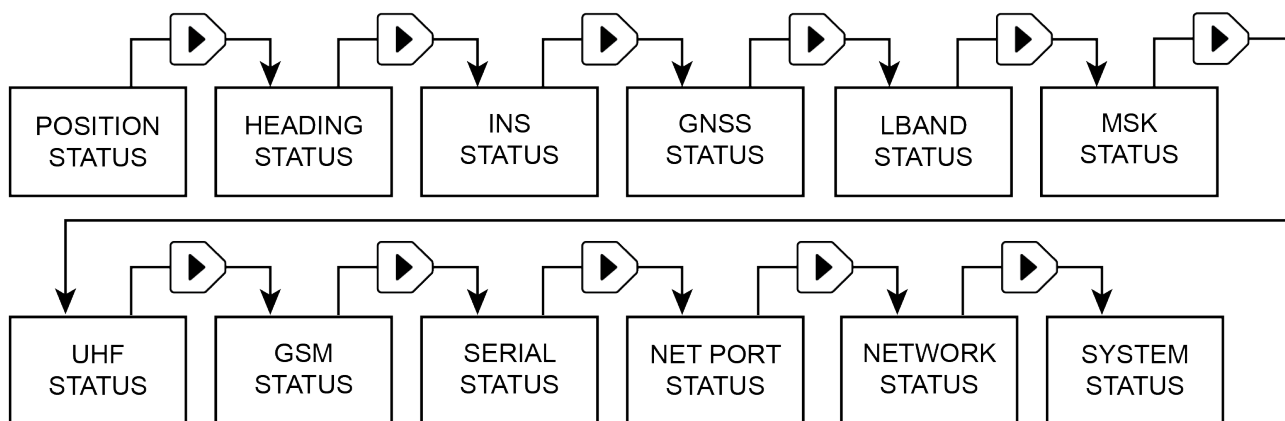 POSITION
STATUS
HEADING
STATUS
INS
STATUS
GNSS
STATUS
LBAND
STATUS
MSK
STATUS
UHF
STATUS
GSM
STATUS
SERIAL
STATUS
NET PORT
STATUS
NETWORK
STATUS
SYSTEM
STATUS